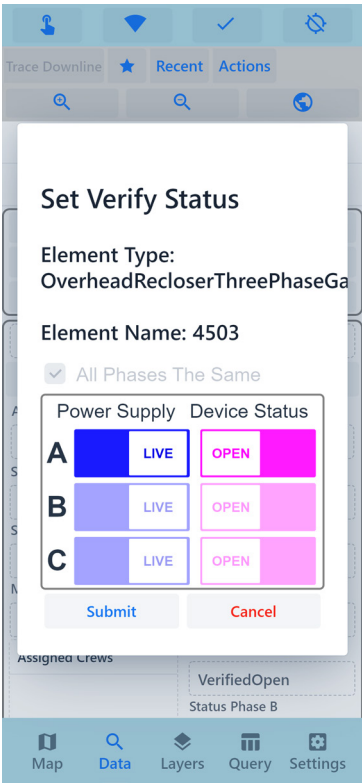 Trace Downline
Recent
Actions
Set Verify Status
Element Type:
OverheadRecloserThreePhaseGa
Element Name: 4503
All Phases The Same
Power Supply Device Status
A LIVE OPEN
B LIVE OPEN
C LIVE OPEN
Submit Cancel
Assigned Crews
VerifiedOpen
Status Phase B
Map Data Layers Query Settings